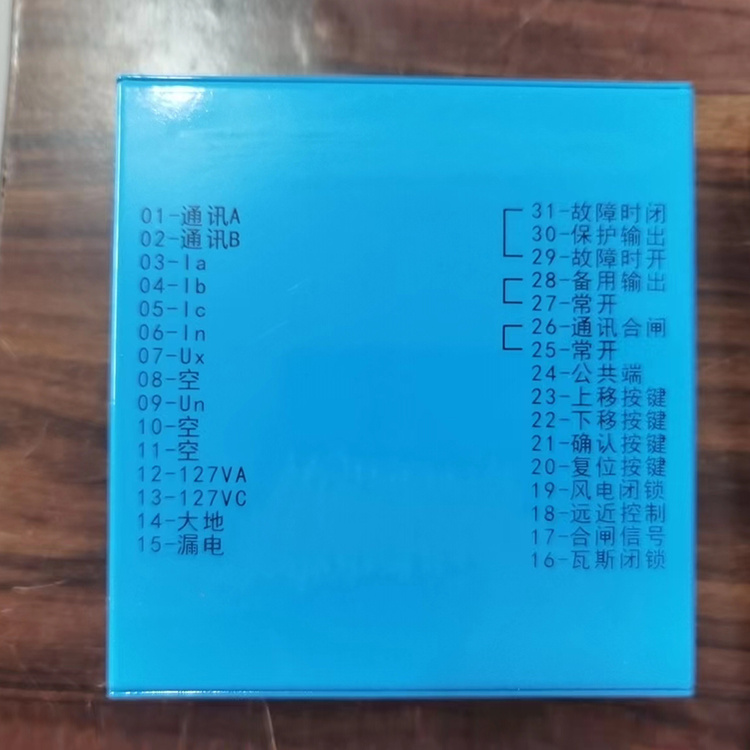 01-通讯A
02-通讯B
03-Ia
04-Ib
05-Ic
06-In
07-Ux
08-空
09-Un
10-空
11-空
12-127VA
13-127VC
14-大地
15-漏电
31-故障时闭
30-保护输出
29-故障时开
28-备用输出
27-常开
26-通讯合闸
25-常开
24-公共端
23-上移按键
22-下移按键
21-确认按键
20-复位按键
19-风电闭锁
18-远近控制
17-合闸信号
16-瓦斯闭锁